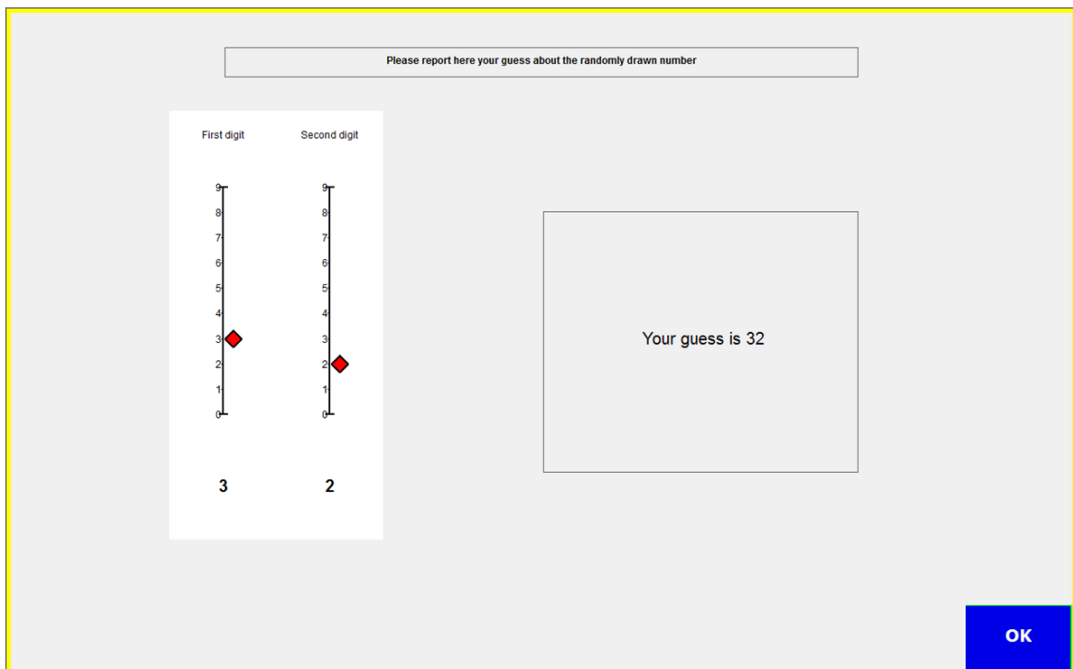 Please report here your guess about the randomly drawn number
First digit Second digit
9 9
8 8
7 7
6 6
5 5
4 4
3 3
2 2
1 1
0 0
3 2
Your guess is 32
OK